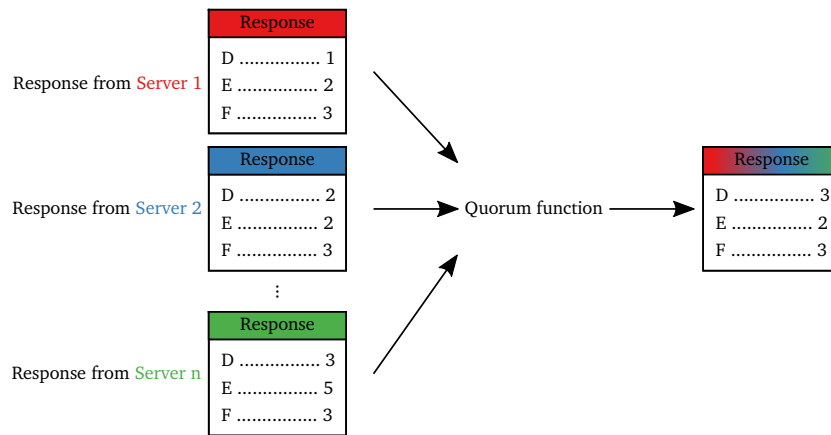 Response
Response from Server 1
D ................ 1
E ................ 2
F ................ 3
Response
Response from Server 2
D ................ 2
E ................ 2
F ................ 3
⋮
Response
Response from Server n
D ................ 3
E ................ 5
F ................ 3
Quorum function
Response
D ................ 3
E ................ 2
F ................ 3